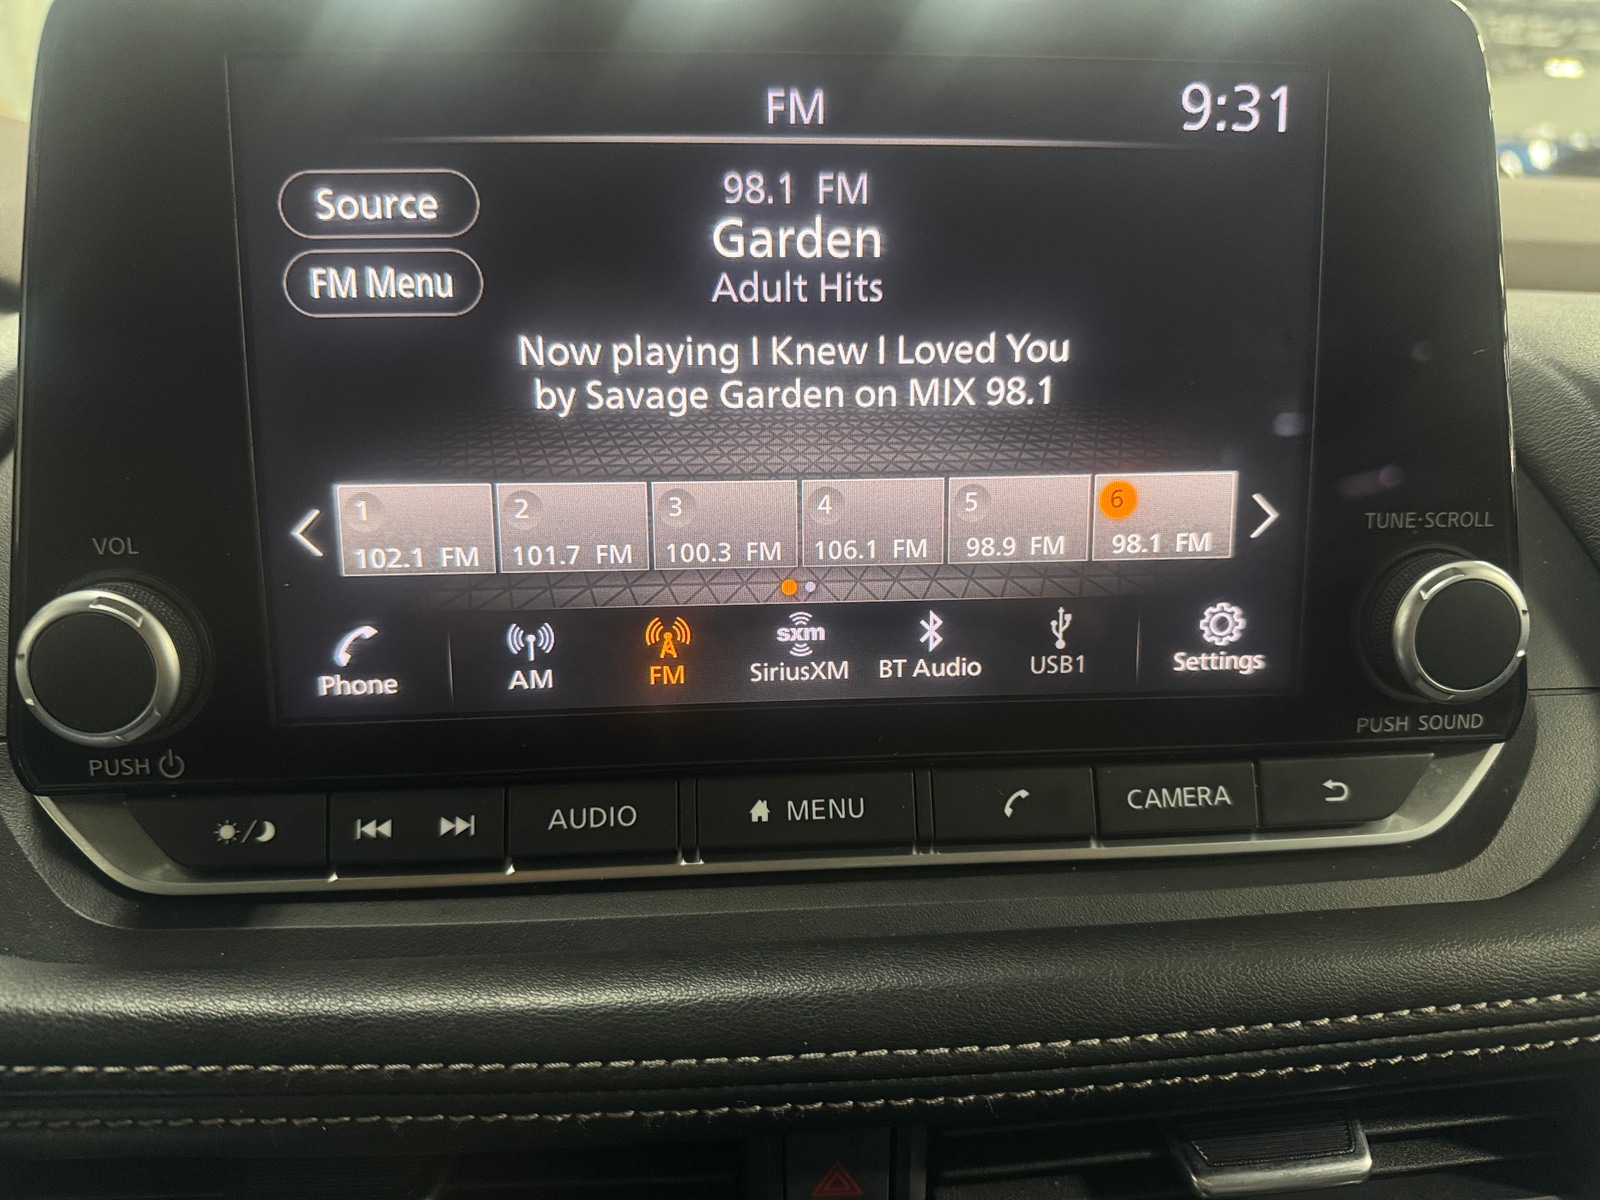 FM
9:31
Source
FM Menu
98.1 FM
Garden
Adult Hits
Now playing I Knew I Loved You
by Savage Garden on MIX 98.1
1
102.1 FM
2
101.7 FM
3
100.3 FM
4
106.1 FM
5
98.9 FM
6
98.1 FM
VOL
PUSH
TUNE·SCROLL
PUSH SOUND
Phone
AM
FM
sxm
SiriusXM
BT Audio
USB1
Settings
AUDIO
MENU
CAMERA